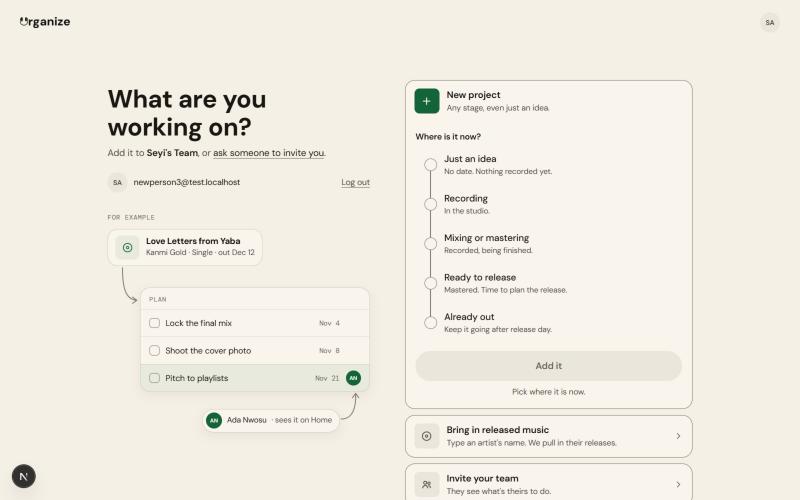 Organize
SA
What are you
working on?
Add it to Seyi's Team, or ask someone to invite you.
SA
newperson3@test.localhost
Log out
FOR EXAMPLE
Love Letters from Yaba
Kanmi Gold · Single · out Dec 12
PLAN
Lock the final mix
Nov 4
Shoot the cover photo
Nov 8
Pitch to playlists
Nov 21
AN
AN
Ada Nwosu · sees it on Home
N
New project
Any stage, even just an idea.
Where is it now?
Just an idea
No date. Nothing recorded yet.
Recording
In the studio.
Mixing or mastering
Recorded, being finished.
Ready to release
Mastered. Time to plan the release.
Already out
Keep it going after release day.
Add it
Pick where it is now.
Bring in released music
Type an artist's name. We pull in their releases.
Invite your team
They see what's theirs to do.